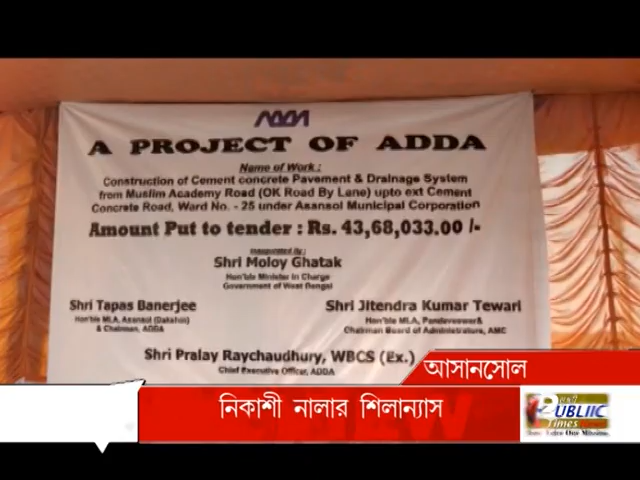 ADDA
A PROJECT OF ADDA
Name of Work :
Construction of Cement concrete Pavement & Drainage System
from Muslim Academy Road (OK Road By Lane) upto ext Cement
Concrete Road, Ward No. - 25 under Asansol Municipal Corporation
Amount Put to tender : Rs. 43,68,033.00 /-
Inaugurated By :
Shri Moloy Ghatak
Hon'ble Minister in Charge
Government of West Bengal
Shri Tapas Banerjee
Hon'ble MLA, Asansol (Dakshin)
& Chairman, ADDA
Shri Jitendra Kumar Tewari
Hon'ble MLA, Pandaveswer&
Chairman Board of Administrature, AMC
Shri Pralay Raychaudhury, WBCS (Ex.)
Chief Executive Officer, ADDA
আসানসোল
নিকাশী নালার শিলান্যাস
PUBLIIC
Times